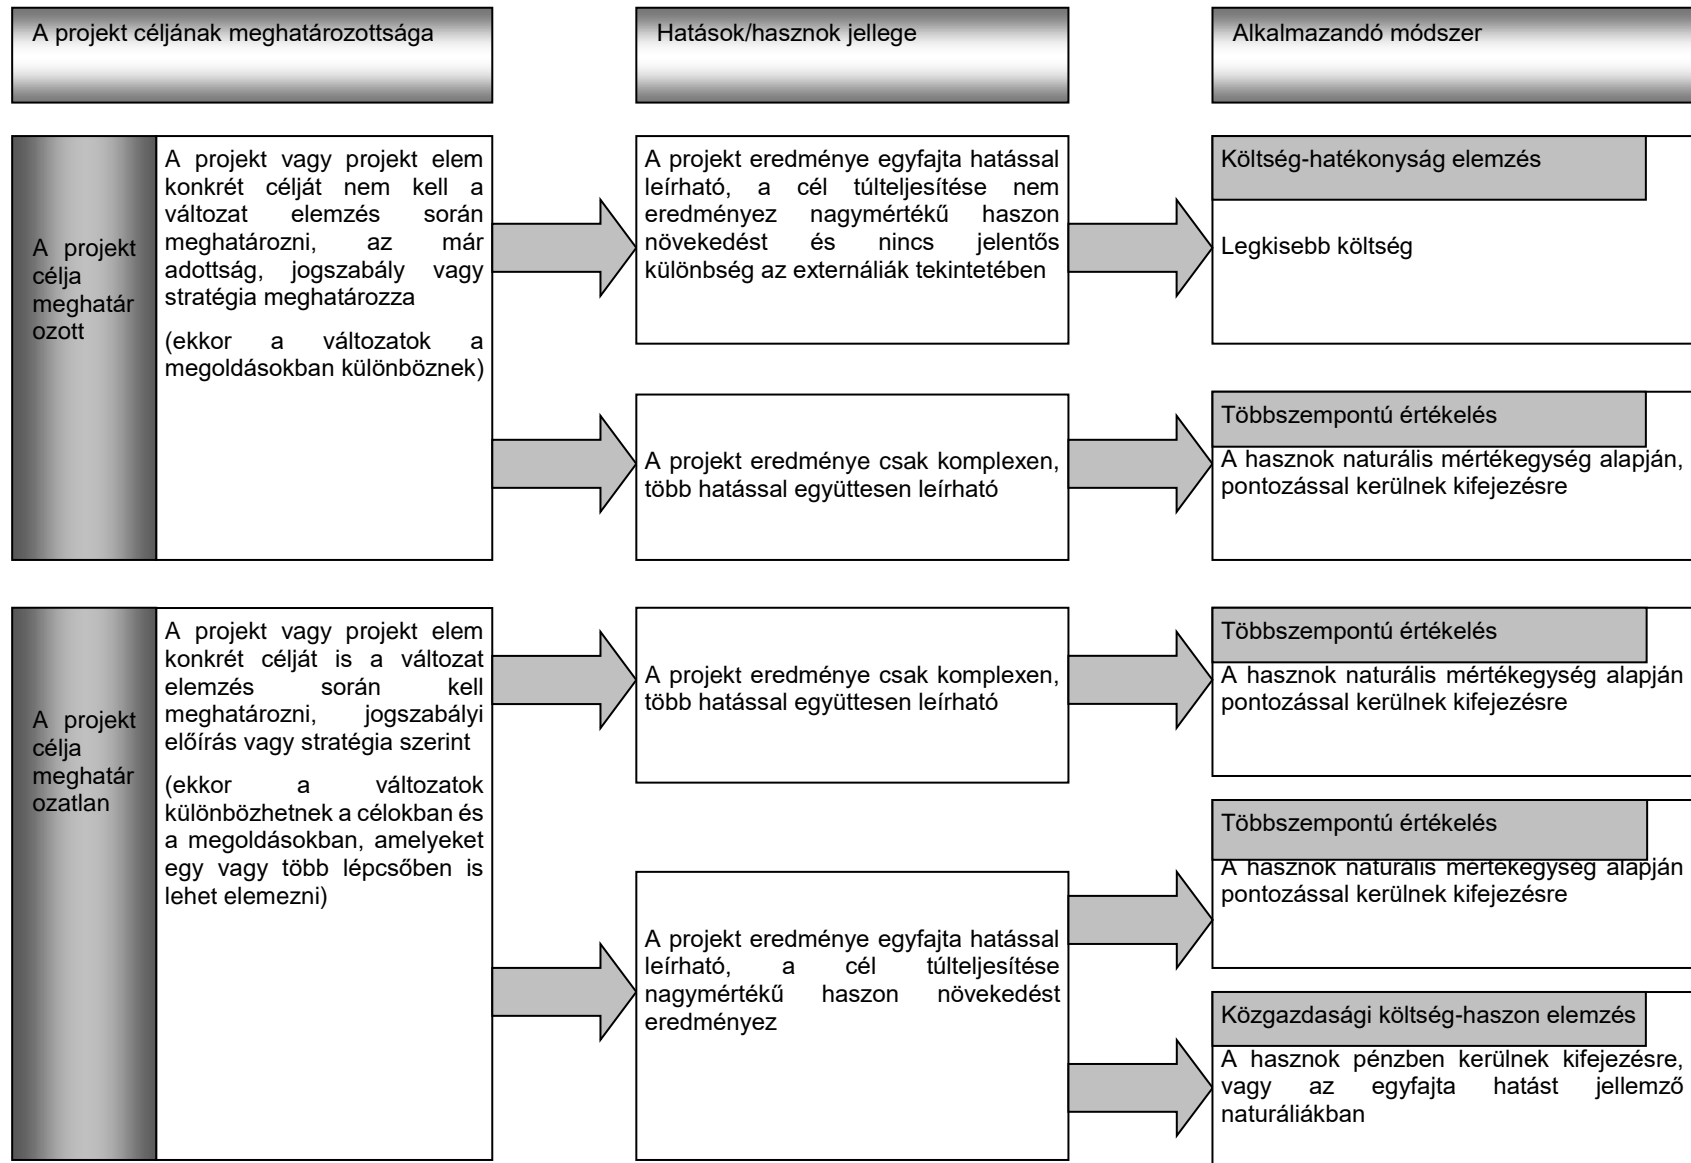 A projekt céljának meghatározottsága
Hatások/hasznok jellege
Alkalmazandó módszer
A projekt
célja
meghatár
ozott
A projekt vagy projekt elem
konkrét célját nem kell a
változat elemzés során
meghatározni, az már
adottság, jogszabály vagy
stratégia meghatározza
(ekkor a változatok a
megoldásokban különböznek)
A projekt eredménye egyfajta hatással
leírható, a cél túlteljesítése nem
eredményez nagymértékű haszon
növekedést és nincs jelentős
különbség az externáliák tekintetében
Költség-hatékonyság elemzés
Legkisebb költség
A projekt eredménye csak komplexen,
több hatással együttesen leírható
Többszempontú értékelés
A hasznok naturális mértékegység alapján,
pontozással kerülnek kifejezésre
A projekt
célja
meghatár
ozatlan
A projekt vagy projekt elem
konkrét célját is a változat
elemzés során kell
meghatározni, jogszabályi
előírás vagy stratégia szerint
(ekkor a változatok
különbözhetnek a célokban és
a megoldásokban, amelyeket
egy vagy több lépcsőben is
lehet elemezni)
A projekt eredménye csak komplexen,
több hatással együttesen leírható
Többszempontú értékelés
A hasznok naturális mértékegység alapján
pontozással kerülnek kifejezésre
A projekt eredménye egyfajta hatással
leírható, a cél túlteljesítése
nagymértékű haszon növekedést
eredményez
Többszempontú értékelés
A hasznok naturális mértékegység alapján
pontozással kerülnek kifejezésre
Közgazdasági költség-haszon elemzés
A hasznok pénzben kerülnek kifejezésre,
vagy az egyfajta hatást jellemző
naturáliákban